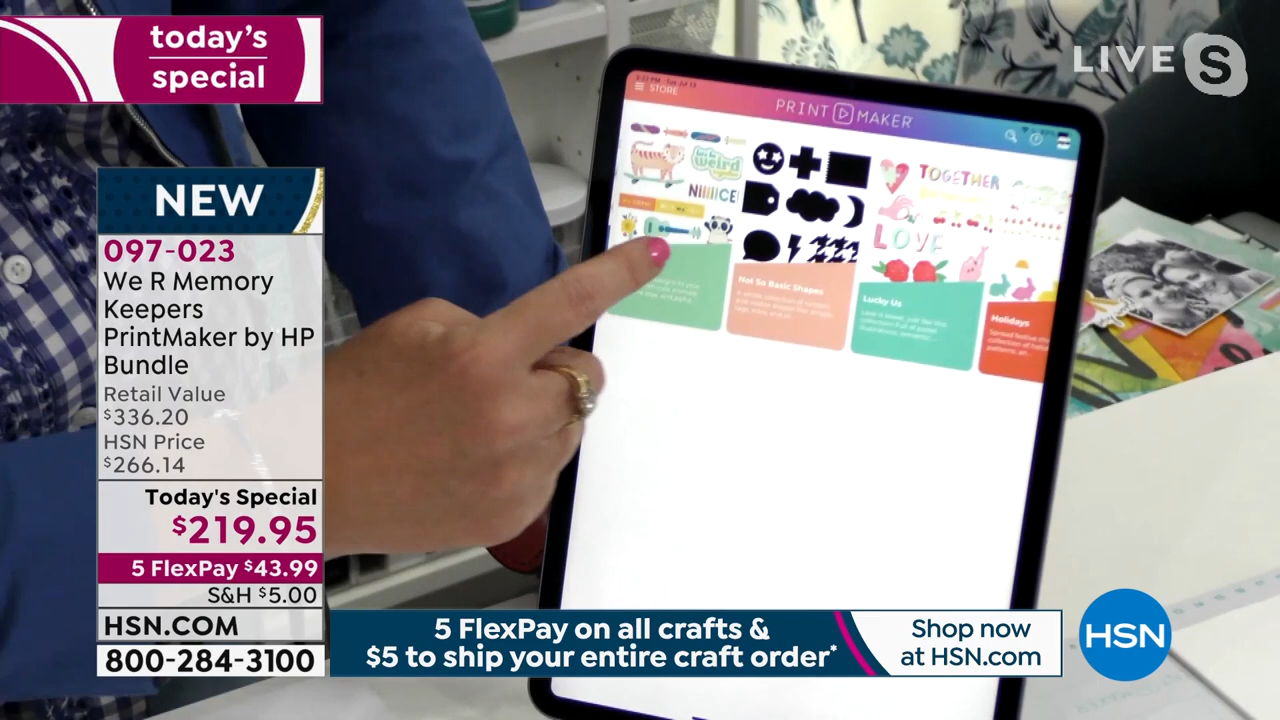 today's
special
LIVE S
NEW
097-023
We R Memory
Keepers
PrintMaker by HP
Bundle
Retail Value
$336.20
HSN Price
$266.14
Today's Special
$219.95
5 FlexPay $43.99
S&H $5.00
HSN.COM
800-284-3100
STORE
PRINT MAKER
weird
NIIIIICE!
TOGETHER
LOVE
Not So Basic Shapes
Lucky Us
Holidays
5 FlexPay on all crafts &
$5 to ship your entire craft order*
Shop now
at HSN.com
HSN